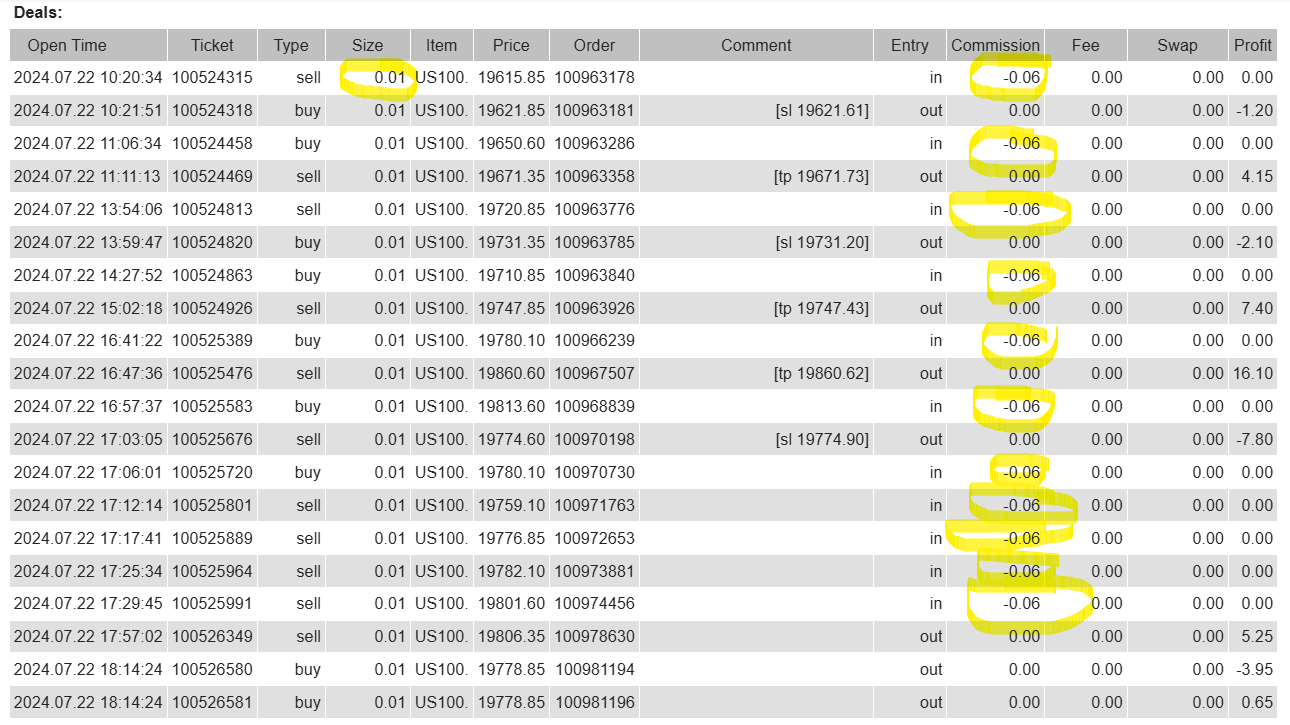 Deals:
Open Time Ticket Type Size Item Price Order Comment Entry Commission Fee Swap Profit
2024.07.22 10:20:34 100524315 sell 0.01 US100. 19615.85 100963178 in -0.06 0.00 0.00 0.00
2024.07.22 10:21:51 100524318 buy 0.01 US100. 19621.85 100963181 [sl 19621.61] out 0.00 0.00 0.00 -1.20
2024.07.22 11:06:34 100524458 buy 0.01 US100. 19650.60 100963286 in -0.06 0.00 0.00 0.00
2024.07.22 11:11:13 100524469 sell 0.01 US100. 19671.35 100963358 [tp 19671.73] out 0.00 0.00 0.00 4.15
2024.07.22 13:54:06 100524813 sell 0.01 US100. 19720.85 100963776 in -0.06 0.00 0.00 0.00
2024.07.22 13:59:47 100524820 buy 0.01 US100. 19731.35 100963785 [sl 19731.20] out 0.00 0.00 0.00 -2.10
2024.07.22 14:27:52 100524863 buy 0.01 US100. 19710.85 100963840 in -0.06 0.00 0.00 0.00
2024.07.22 15:02:18 100524926 sell 0.01 US100. 19747.85 100963926 [tp 19747.43] out 0.00 0.00 0.00 7.40
2024.07.22 16:41:22 100525389 buy 0.01 US100. 19780.10 100966239 in -0.06 0.00 0.00 0.00
2024.07.22 16:47:36 100525476 sell 0.01 US100. 19860.60 100967507 [tp 19860.62] out 0.00 0.00 0.00 16.10
2024.07.22 16:57:37 100525583 buy 0.01 US100. 19813.60 100968839 in -0.06 0.00 0.00 0.00
2024.07.22 17:03:05 100525676 sell 0.01 US100. 19774.60 100970198 [sl 19774.90] out 0.00 0.00 0.00 -7.80
2024.07.22 17:06:01 100525720 buy 0.01 US100. 19780.10 100970730 in -0.06 0.00 0.00 0.00
2024.07.22 17:12:14 100525801 sell 0.01 US100. 19759.10 100971763 in -0.06 0.00 0.00 0.00
2024.07.22 17:17:41 100525889 sell 0.01 US100. 19776.85 100972653 in -0.06 0.00 0.00 0.00
2024.07.22 17:25:34 100525964 sell 0.01 US100. 19782.10 100973881 in -0.06 0.00 0.00 0.00
2024.07.22 17:29:45 100525991 sell 0.01 US100. 19801.60 100974456 in -0.06 0.00 0.00 0.00
2024.07.22 17:57:02 100526349 sell 0.01 US100. 19806.35 100978630 out 0.00 0.00 0.00 5.25
2024.07.22 18:14:24 100526580 buy 0.01 US100. 19778.85 100981194 out 0.00 0.00 0.00 -3.95
2024.07.22 18:14:24 100526581 buy 0.01 US100. 19778.85 100981196 out 0.00 0.00 0.00 0.65